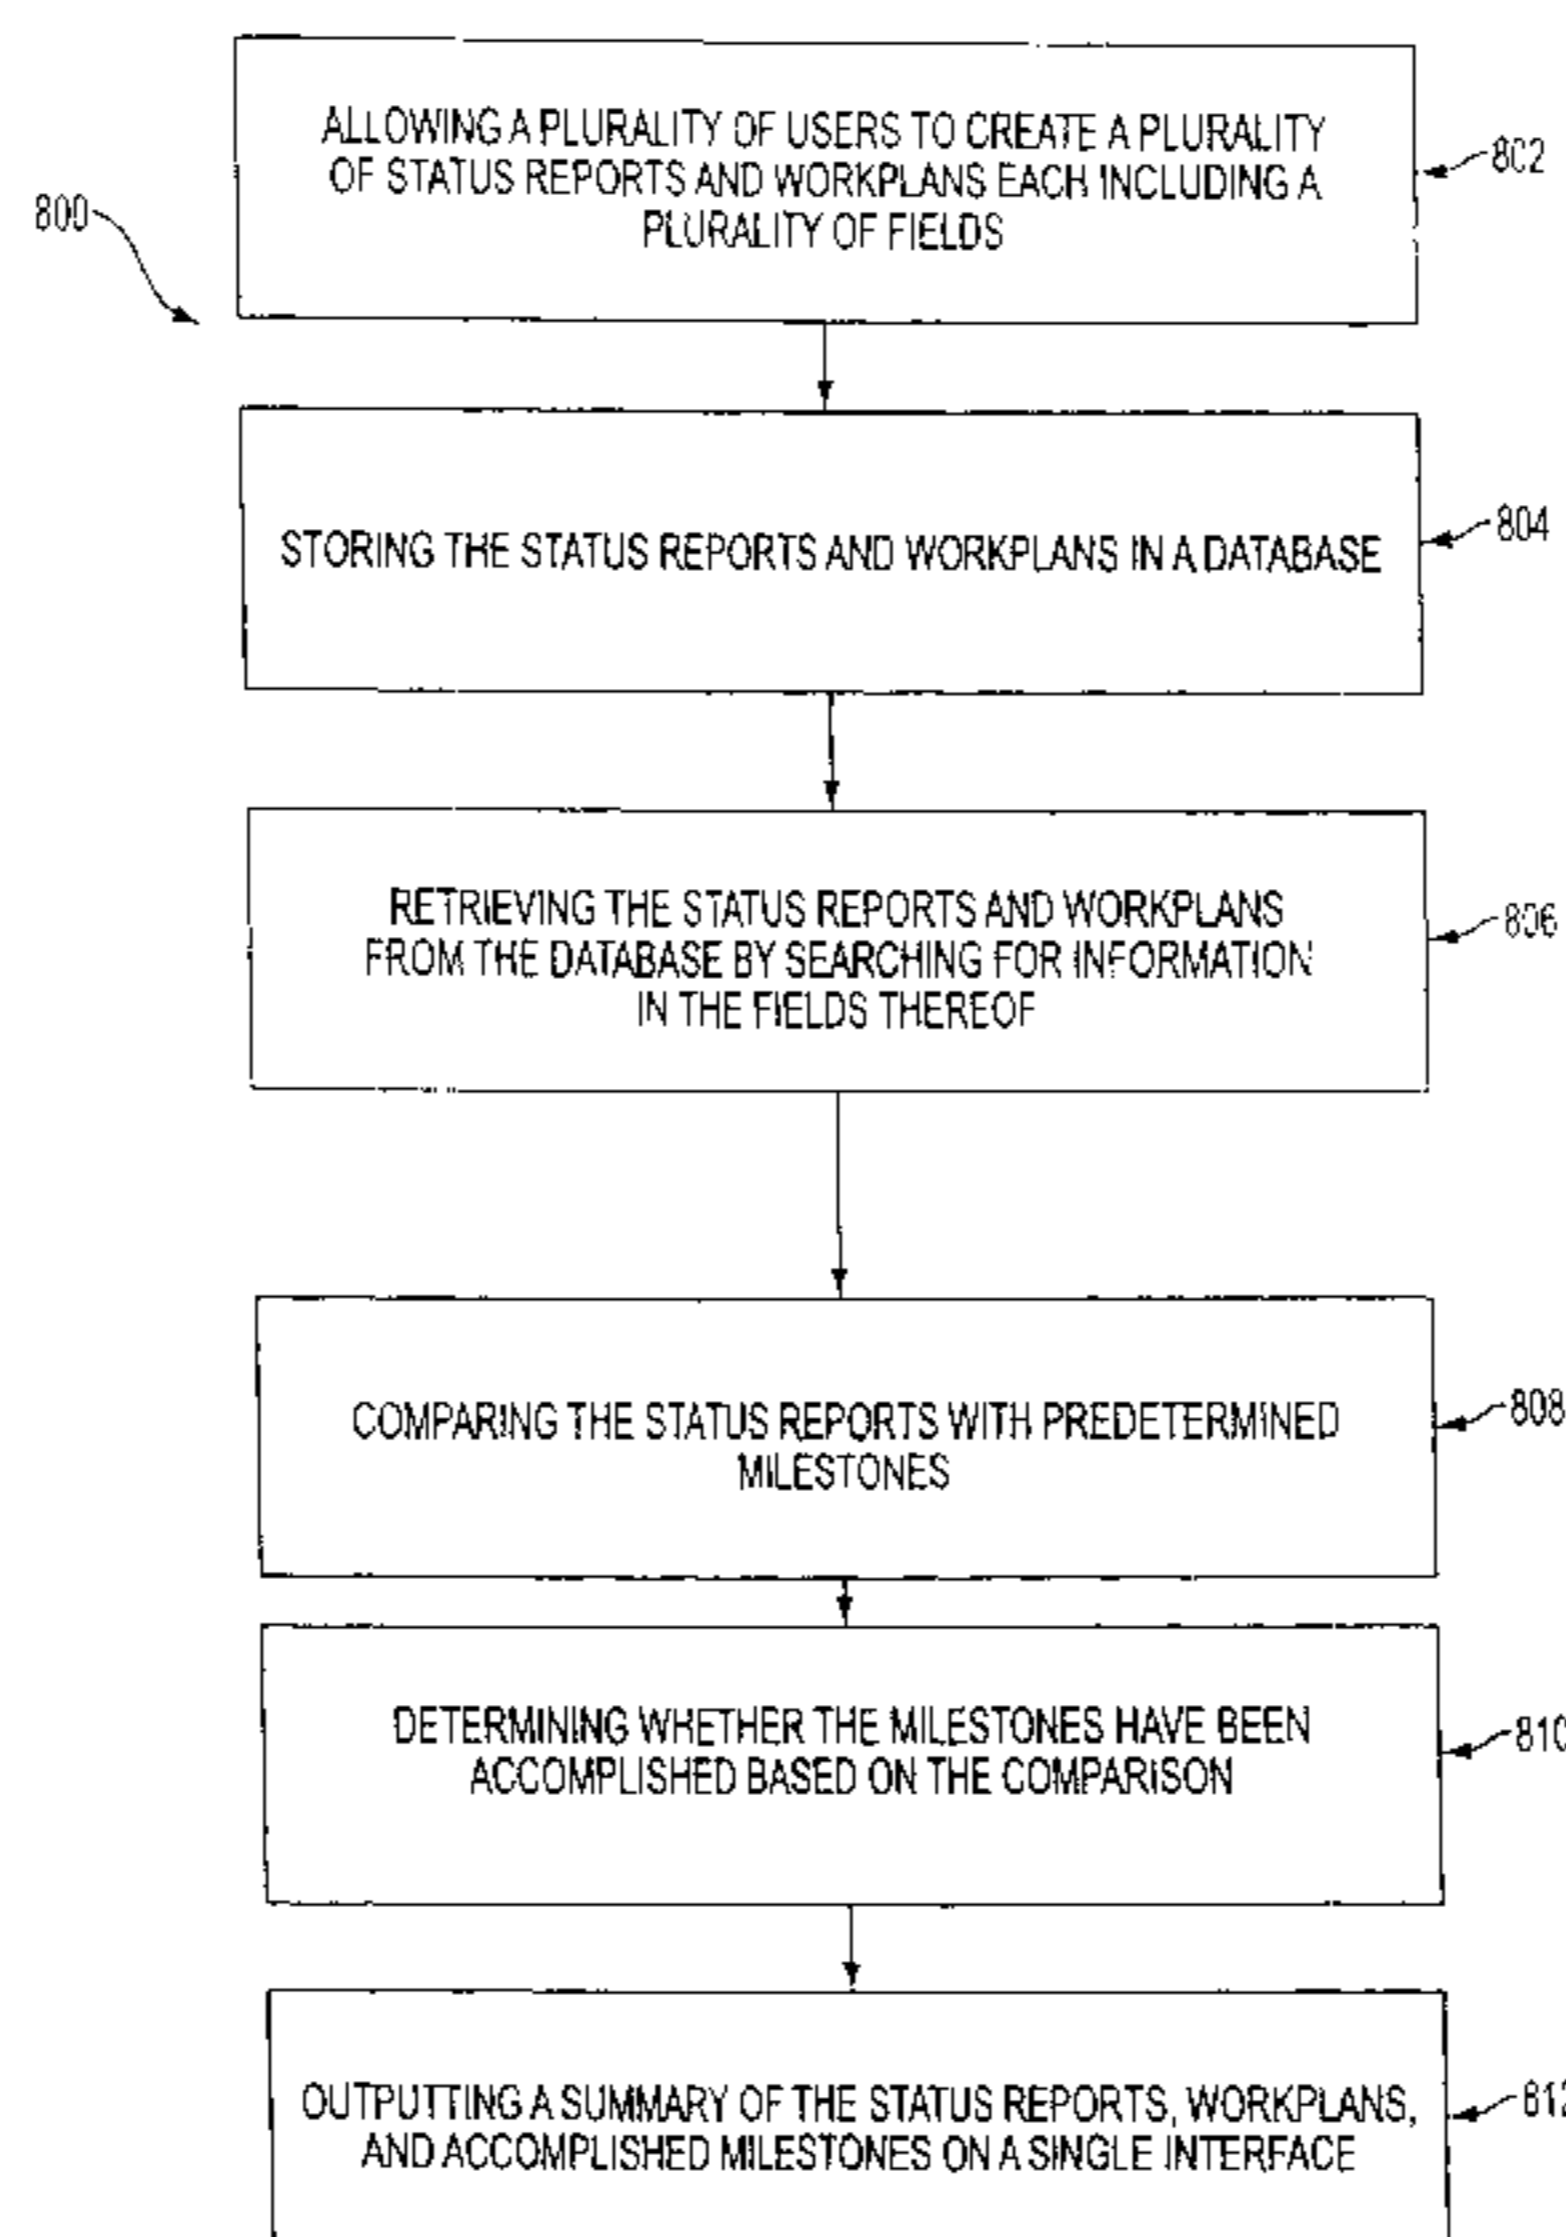 ALLOWING A PLURALITY OF USERS TO CREATE A PLURALITY
OF STATUS REPORTS AND WORKPLANS EACH INCLUDING A
PLURALITY OF FIELDS
802
800
STORING THE STATUS REPORTS AND WORKPLANS IN A DATABASE
804
RETRIEVING THE STATUS REPORTS AND WORKPLANS
FROM THE DATABASE BY SEARCHING FOR INFORMATION
IN THE FIELDS THEREOF
806
COMPARING THE STATUS REPORTS WITH PREDETERMINED
MILESTONES
808
DETERMINING WHETHER THE MILESTONES HAVE BEEN
ACCOMPLISHED BASED ON THE COMPARISON
810
OUTPUTTING A SUMMARY OF THE STATUS REPORTS, WORKPLANS,
AND ACCOMPLISHED MILESTONES ON A SINGLE INTERFACE
812